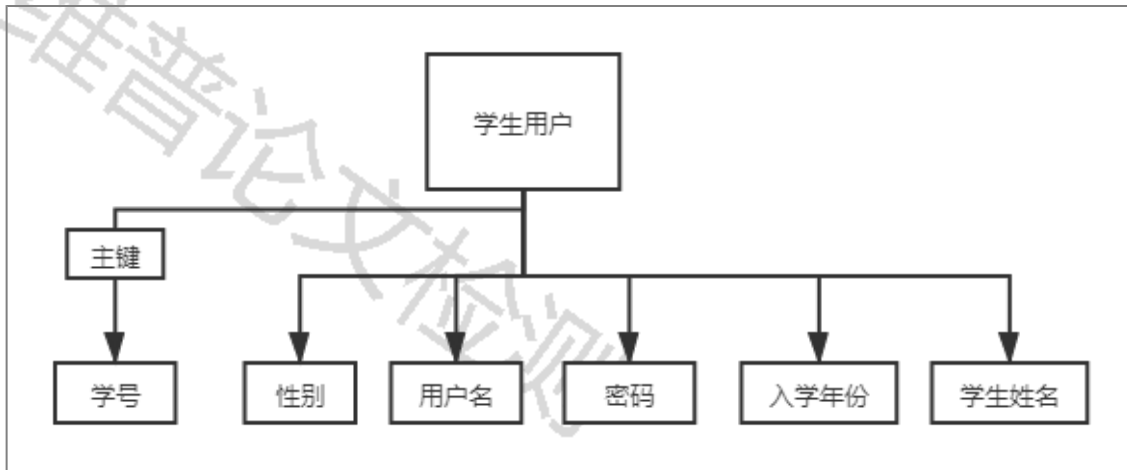 维普论文检测
学生用户
主键
学号
性别
用户名
密码
入学年份
学生姓名